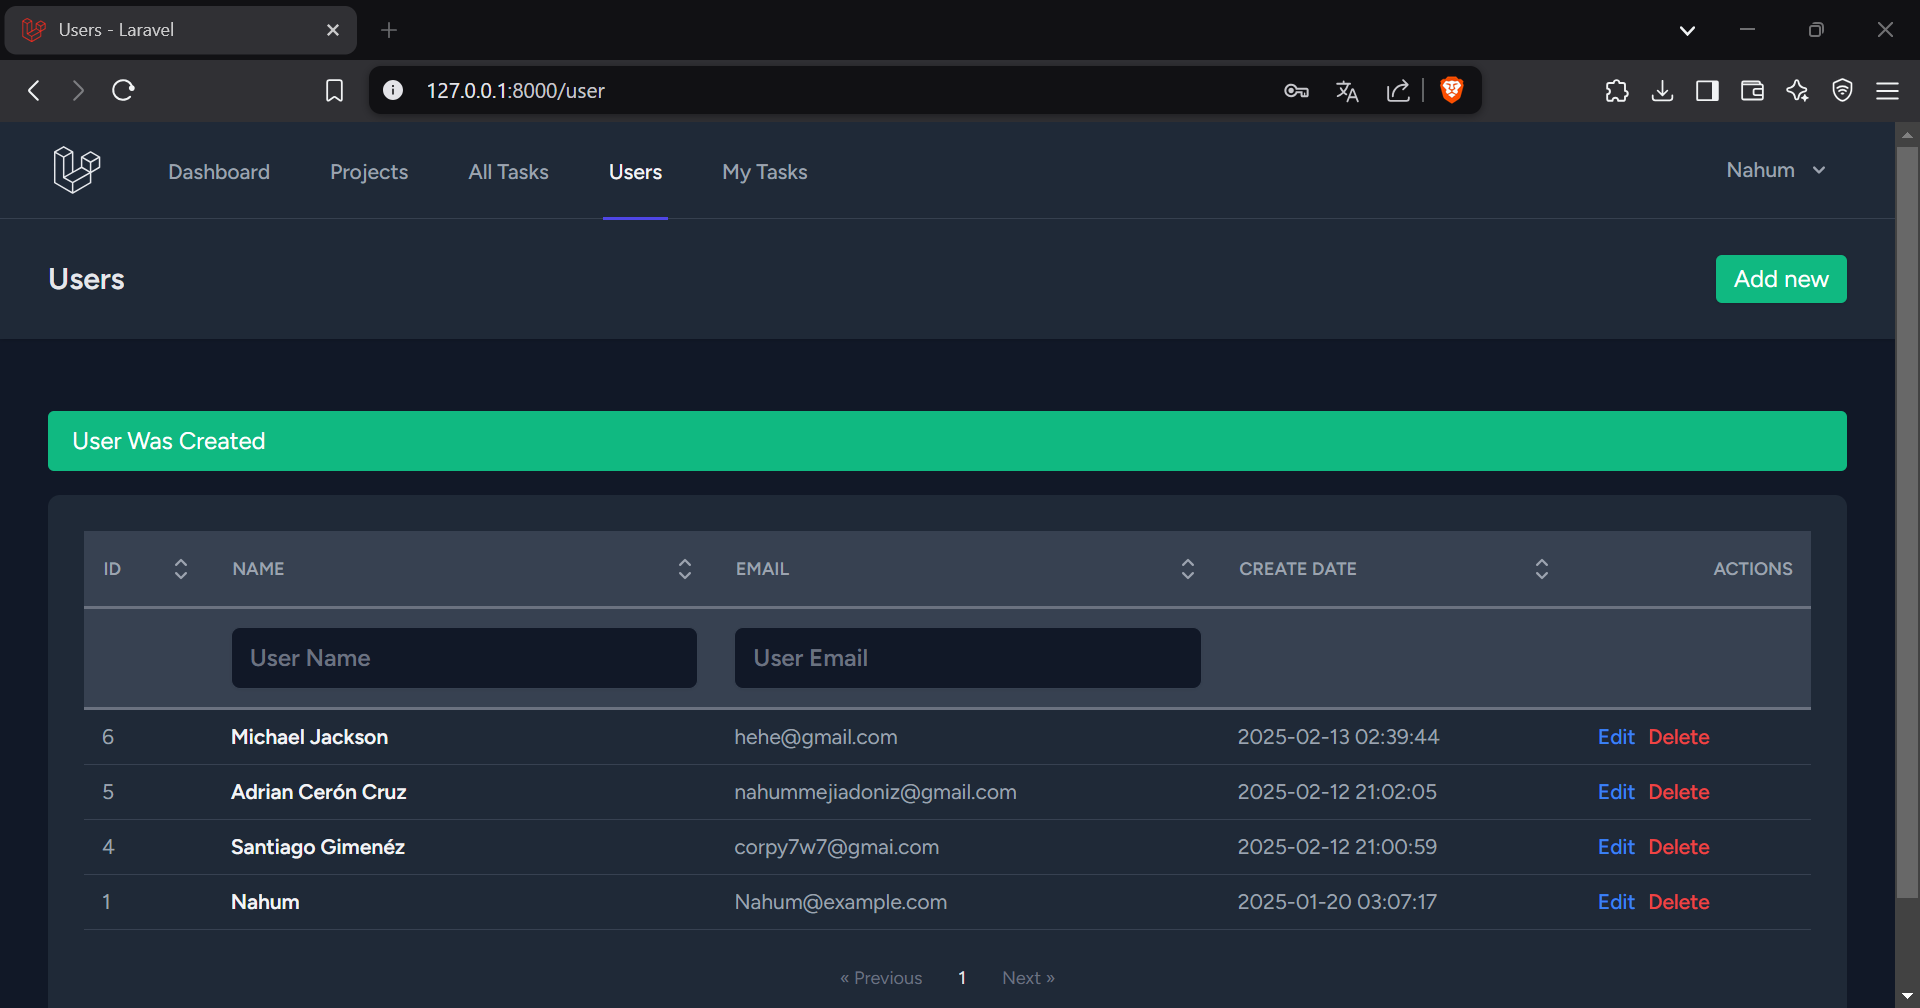 Users - Laravel
127.0.0.1:8000/user
Dashboard Projects All Tasks Users My Tasks Nahum
Users Add new
User Was Created
ID NAME EMAIL CREATE DATE ACTIONS
User Name User Email
6 Michael Jackson hehe@gmail.com 2025-02-13 02:39:44 Edit Delete
5 Adrian Cerón Cruz nahummejiadoniz@gmail.com 2025-02-12 21:02:05 Edit Delete
4 Santiago Gimenéz corpy7w7@gmai.com 2025-02-12 21:00:59 Edit Delete
1 Nahum Nahum@example.com 2025-01-20 03:07:17 Edit Delete
« Previous 1 Next »